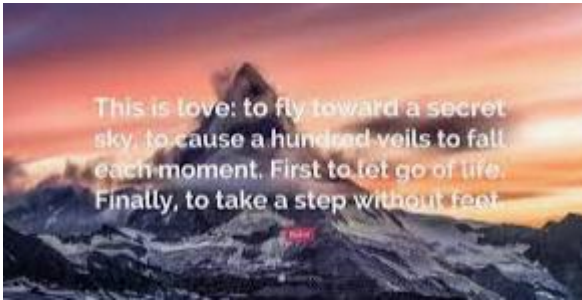 This is love: to fly toward a secret
sky, to cause a hundred veils to fall
each moment. First to let go of life.
Finally, to take a step without feet.